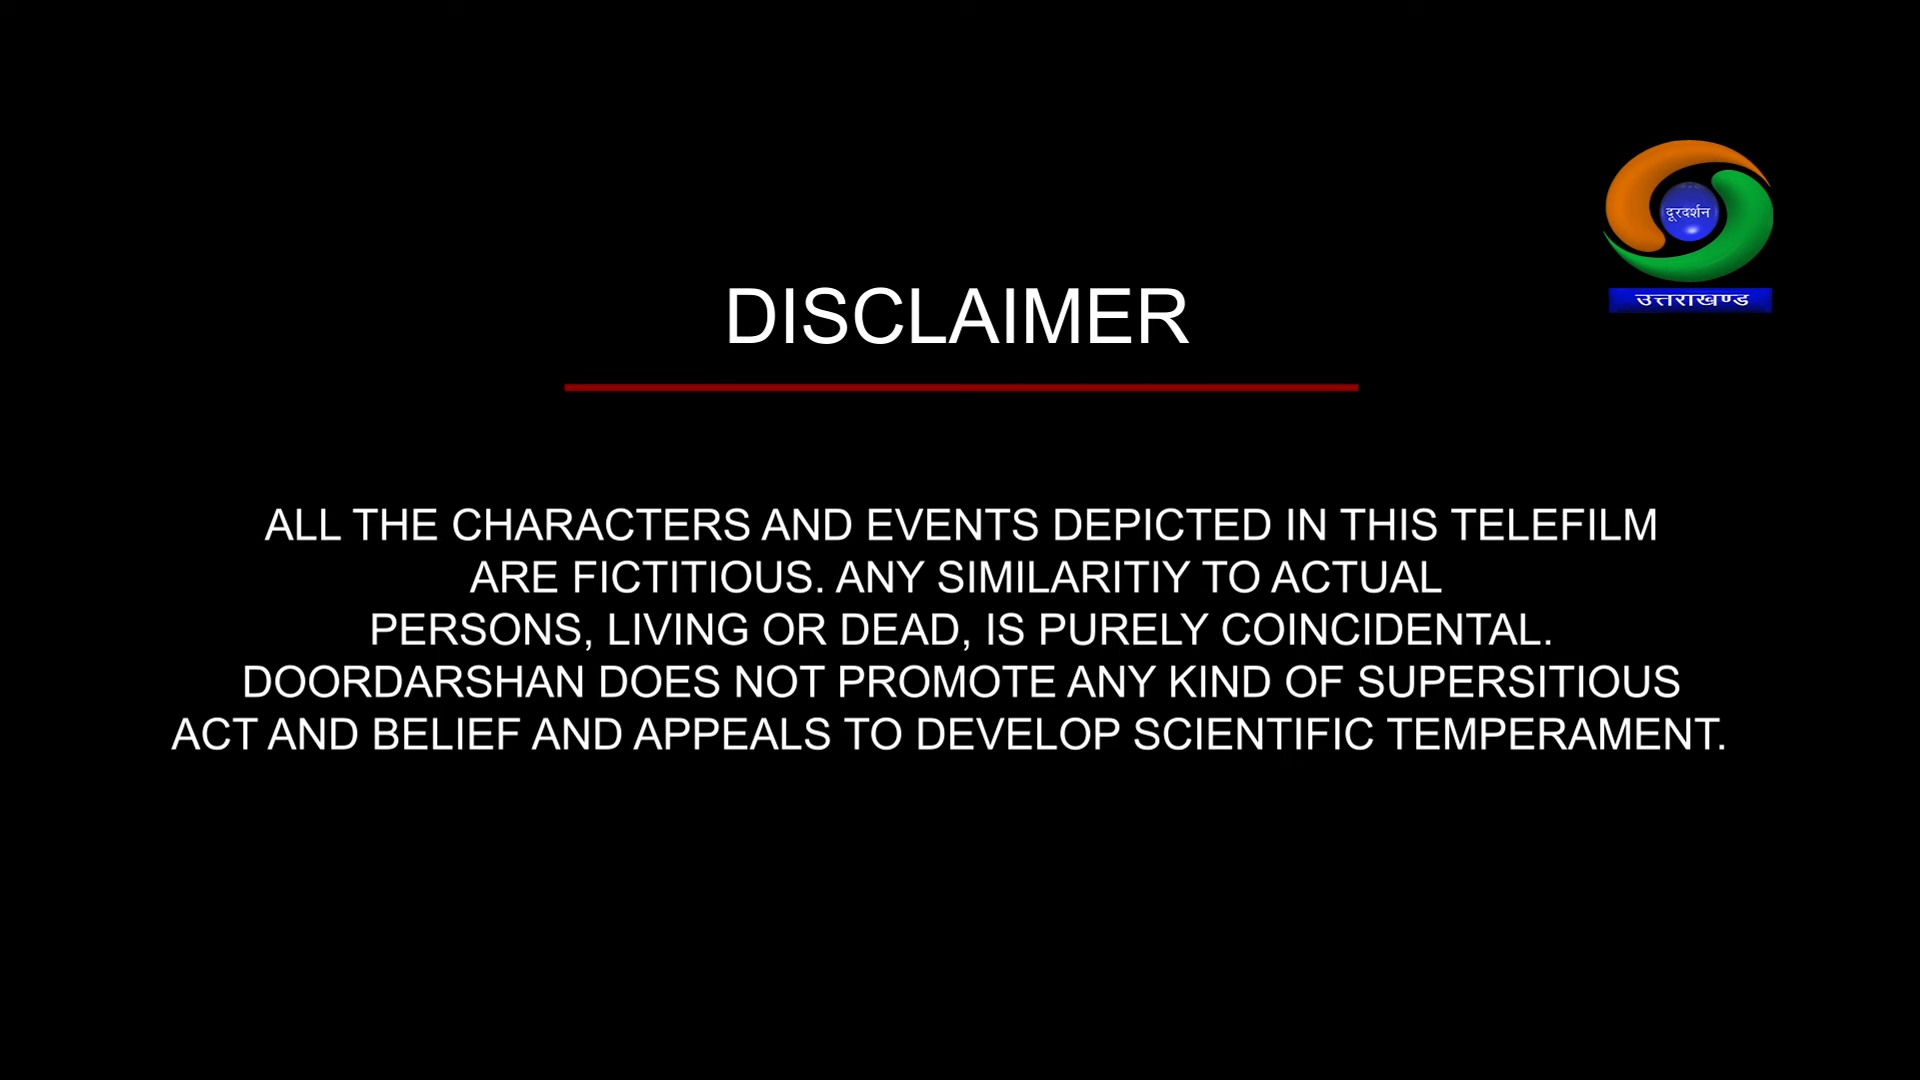 दूरदर्शन
उत्तराखण्ड
DISCLAIMER
ALL THE CHARACTERS AND EVENTS DEPICTED IN THIS TELEFILM
ARE FICTITIOUS. ANY SIMILARITIY TO ACTUAL
PERSONS, LIVING OR DEAD, IS PURELY COINCIDENTAL.
DOORDARSHAN DOES NOT PROMOTE ANY KIND OF SUPERSITIOUS
ACT AND BELIEF AND APPEALS TO DEVELOP SCIENTIFIC TEMPERAMENT.